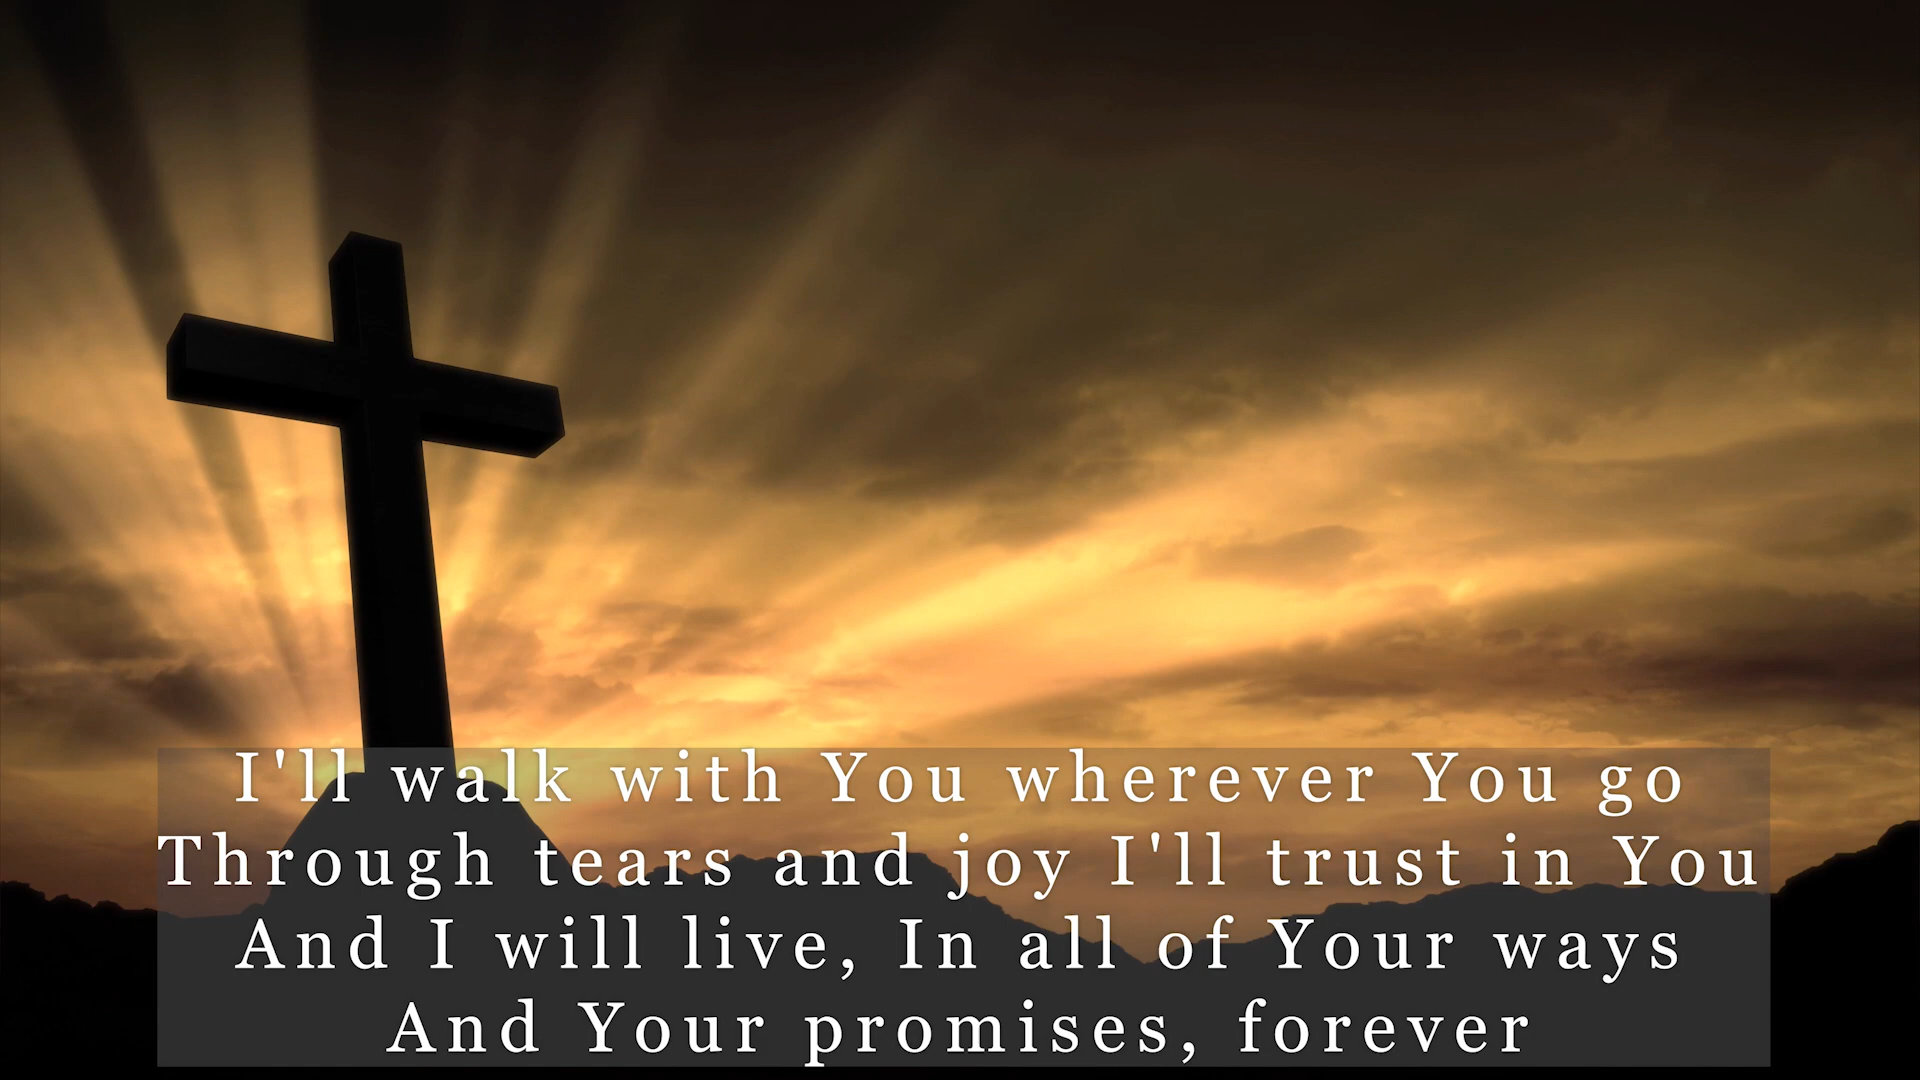 I'll walk with You wherever You go
Through tears and joy I'll trust in You
And I will live, In all of Your ways
And Your promises, forever